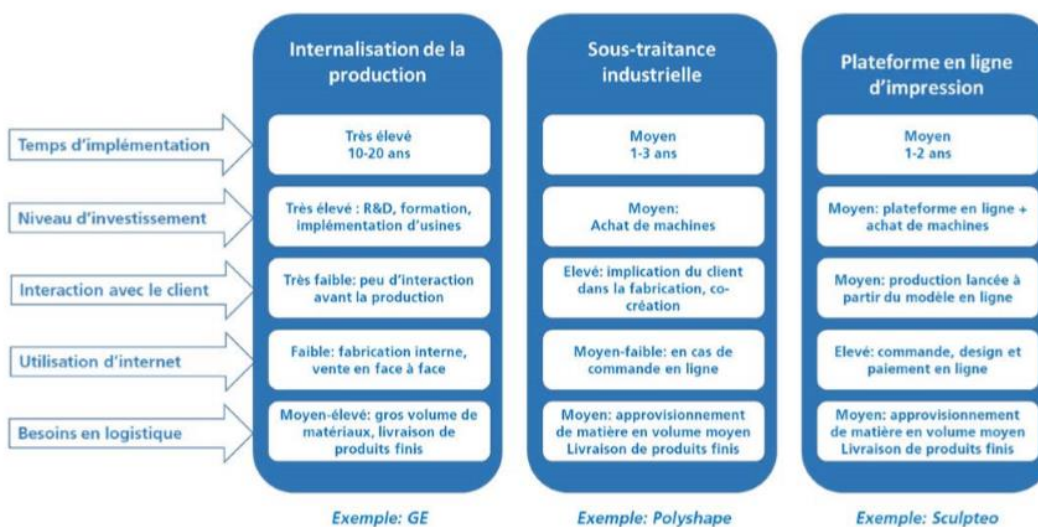 Internalisation de la
production
Sous-traitance
industrielle
Plateforme en ligne
d'impression
Temps d'implémentation
Très élevé
10-20 ans
Moyen
1-3 ans
Moyen
1-2 ans
Niveau d'investissement
Très élevé : R&D, formation,
implémentation d'usines
Moyen:
Achat de machines
Moyen: plateforme en ligne +
achat de machines
Interaction avec le client
Très faible: peu d'interaction
avant la production
Elevé: implication du client
dans la fabrication, co-
création
Moyen: production lancée à
partir du modèle en ligne
Utilisation d'internet
Faible: fabrication interne,
vente en face à face
Moyen-faible: en cas de
commande en ligne
Elevé: commande, design et
paiement en ligne
Besoins en logistique
Moyen-élevé: gros volume de
matériaux, livraison de
produits finis
Moyen: approvisionnement
de matière en volume moyen
Livraison de produits finis
Moyen: approvisionnement
de matière en volume moyen
Livraison de produits finis
Exemple: GE
Exemple: Polyshape
Exemple: Sculpteo